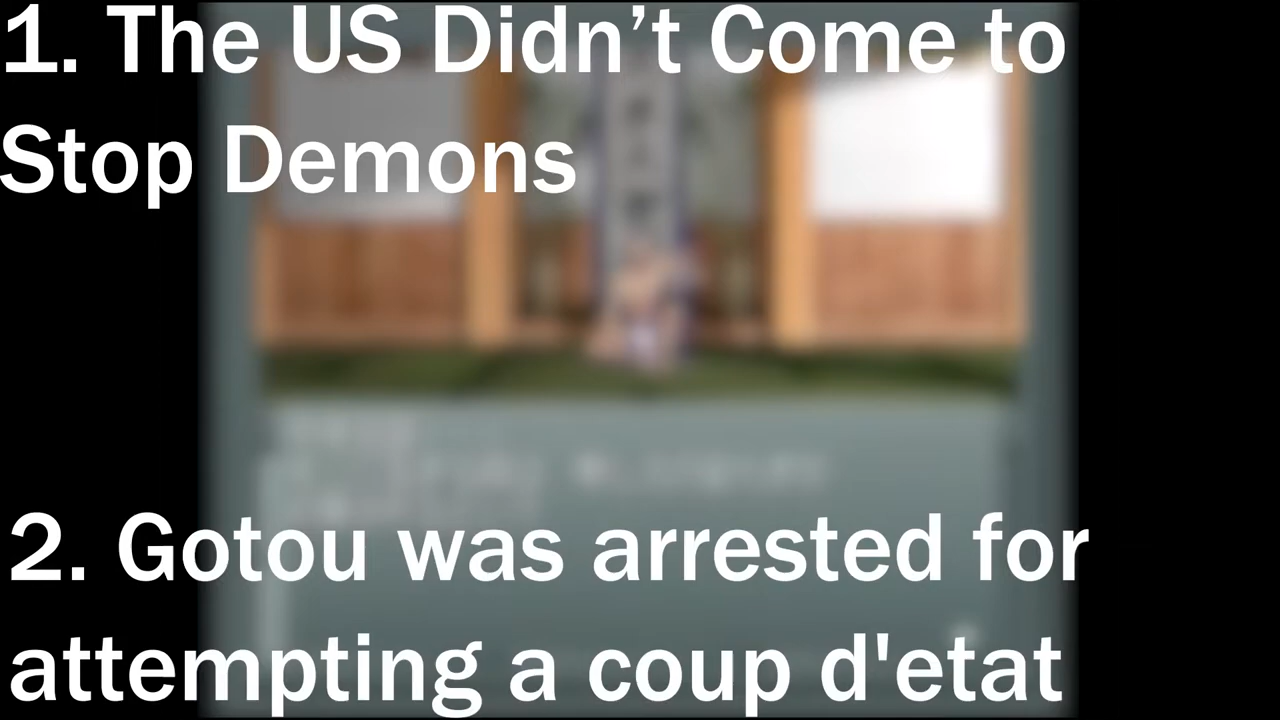 1. The US Didn’t Come to
Stop Demons
2. Gotou was arrested for
attempting a coup d'etat